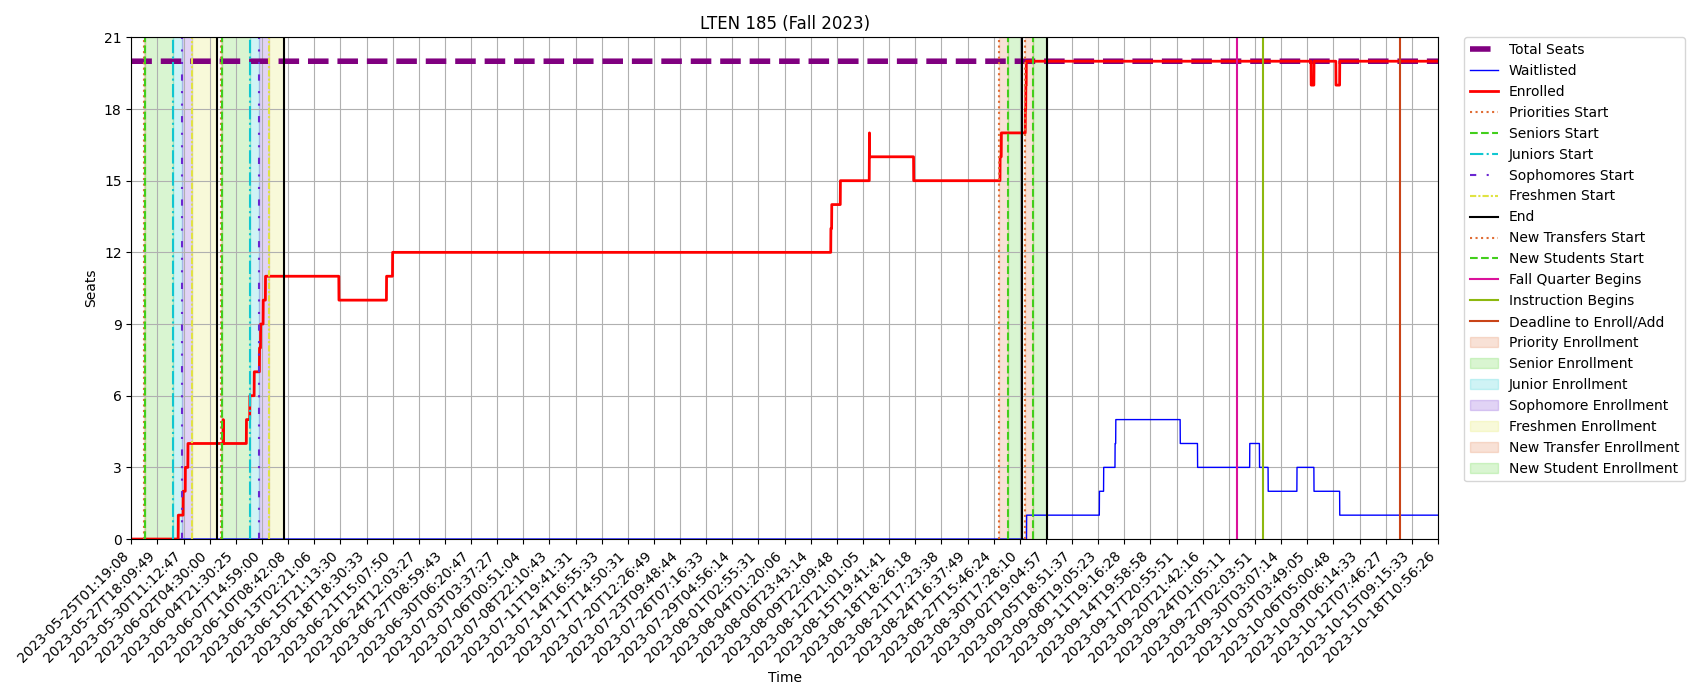 LTEN 185 (Fall 2023)
21
18
15
12
9
6
3
0
Seats
2023-05-25T01:19:08
2023-05-27T18:09:49
2023-05-30T11:12:47
2023-06-02T04:30:00
2023-06-04T21:30:25
2023-06-07T14:59:00
2023-06-10T08:42:08
2023-06-13T02:21:06
2023-06-15T21:13:30
2023-06-18T18:30:33
2023-06-21T15:07:50
2023-06-24T12:03:27
2023-06-27T08:59:43
2023-06-30T06:20:47
2023-07-03T03:37:27
2023-07-06T00:51:04
2023-07-08T22:10:43
2023-07-11T19:41:31
2023-07-14T16:55:33
2023-07-17T14:50:31
2023-07-20T12:26:49
2023-07-23T09:48:44
2023-07-26T07:16:33
2023-07-29T04:56:14
2023-08-01T02:55:31
2023-08-04T01:20:06
2023-08-06T23:43:14
2023-08-09T22:09:48
2023-08-12T21:01:05
2023-08-15T19:41:41
2023-08-18T18:26:18
2023-08-21T17:23:38
2023-08-24T16:37:49
2023-08-27T15:46:24
2023-08-30T17:28:10
2023-09-02T19:04:57
2023-09-05T18:51:37
2023-09-08T19:05:23
2023-09-11T19:16:28
2023-09-14T19:58:58
2023-09-17T20:55:51
2023-09-20T21:42:16
2023-09-24T01:05:11
2023-09-27T02:03:51
2023-09-30T03:07:14
2023-10-03T03:49:05
2023-10-06T05:00:48
2023-10-09T06:14:33
2023-10-12T07:46:27
2023-10-15T09:15:33
2023-10-18T10:56:26
Time
Total Seats
Waitlisted
Enrolled
Priorities Start
Seniors Start
Juniors Start
Sophomores Start
Freshmen Start
End
New Transfers Start
New Students Start
Fall Quarter Begins
Instruction Begins
Deadline to Enroll/Add
Priority Enrollment
Senior Enrollment
Junior Enrollment
Sophomore Enrollment
Freshmen Enrollment
New Transfer Enrollment
New Student Enrollment